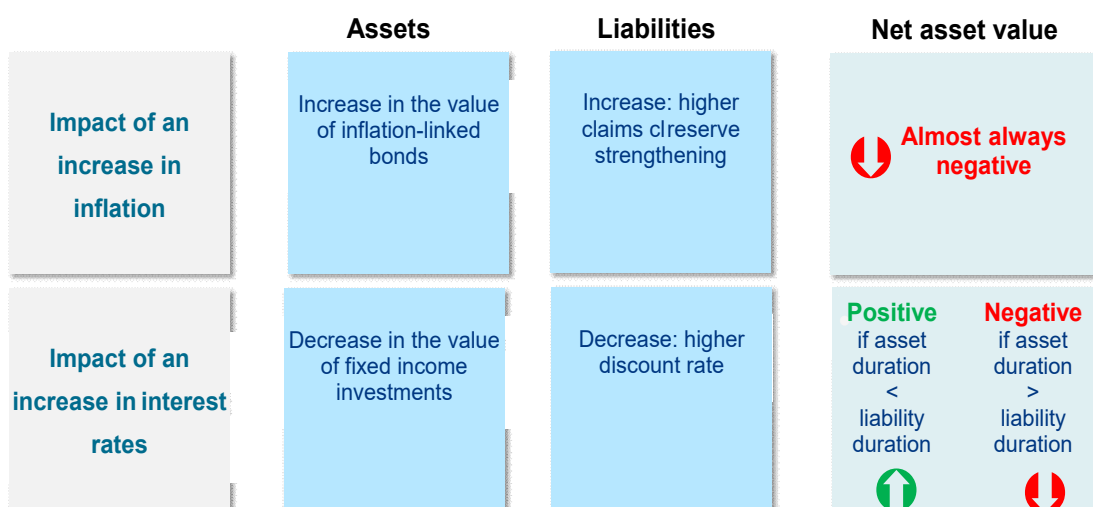 Assets
Liabilities
Net asset value
Impact of an
increase in
inflation
Increase in the value
of inflation-linked
bonds
Increase: higher
claims clreserve
strengthening
Almost always
negative
Impact of an
increase in interest
rates
Decrease in the value
of fixed income
investments
Decrease: higher
discount rate
Positive
if asset
duration
<
liability
duration
Negative
if asset
duration
>
liability
duration